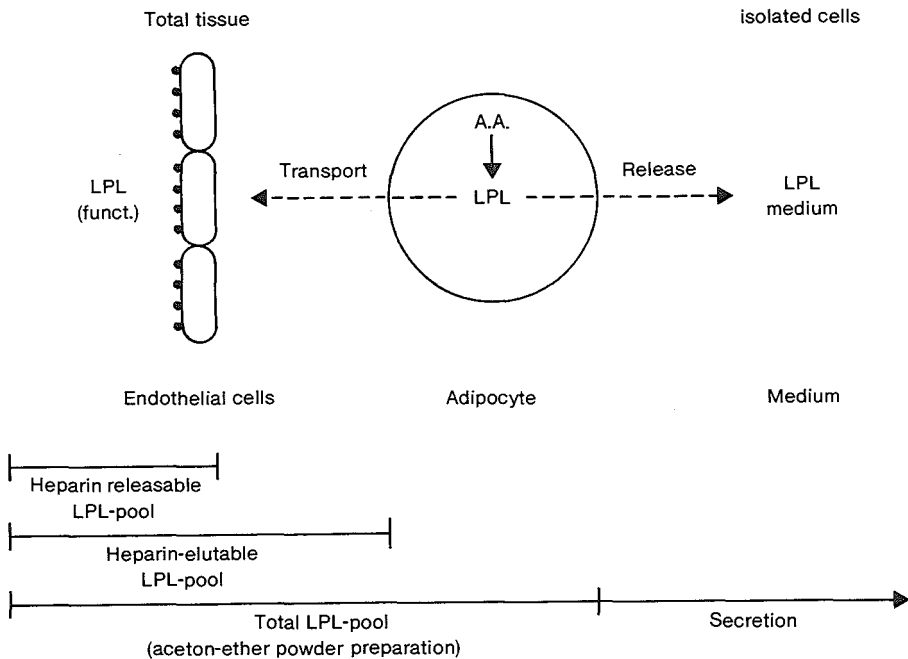 Total tissue
isolated cells
A.A.
Transport
Release
LPL
(funct.)
LPL
LPL
medium
Endothelial cells
Adipocyte
Medium
Heparin releasable
LPL-pool
Heparin-elutable
LPL-pool
Total LPL-pool
(aceton-ether powder preparation)
Secretion